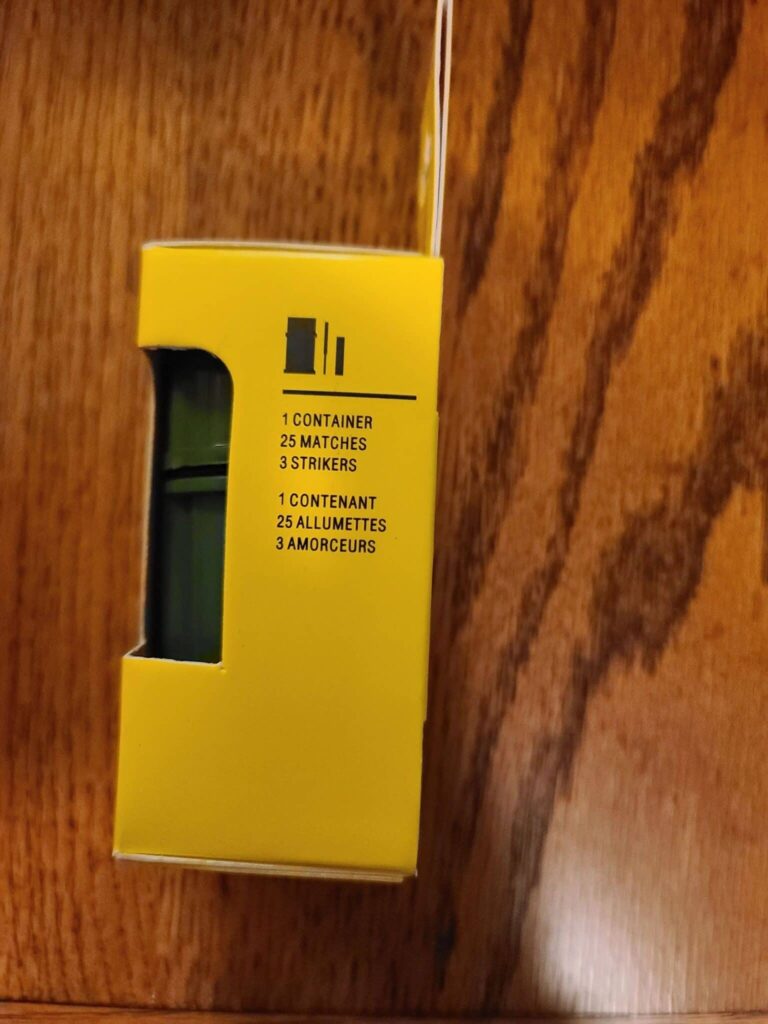 1 CONTAINER
25 MATCHES
3 STRIKERS
1 CONTENANT
25 ALLUMETTES
3 AMORCEURS